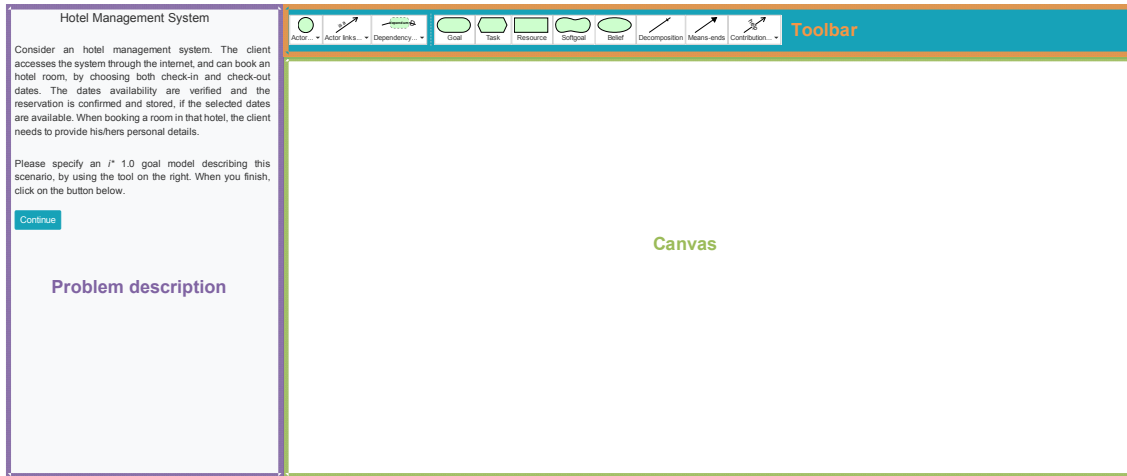 Hotel Management System
Consider an hotel management system. The client
accesses the system through the internet, and can book an
hotel room, by choosing both check-in and check-out
dates. The dates availability are verified and the
reservation is confirmed and stored, if the selected dates
are available. When booking a room in that hotel, the client
needs to provide his/hers personal details.
Please specify an i* 1.0 goal model describing this
scenario, by using the tool on the right. When you finish,
click on the button below.
Continue
Problem description
is a
Actor... Actor links... Dependency... Goal Task Resource Softgoal Belief Decomposition Means-ends Contribution...
Toolbar
Canvas